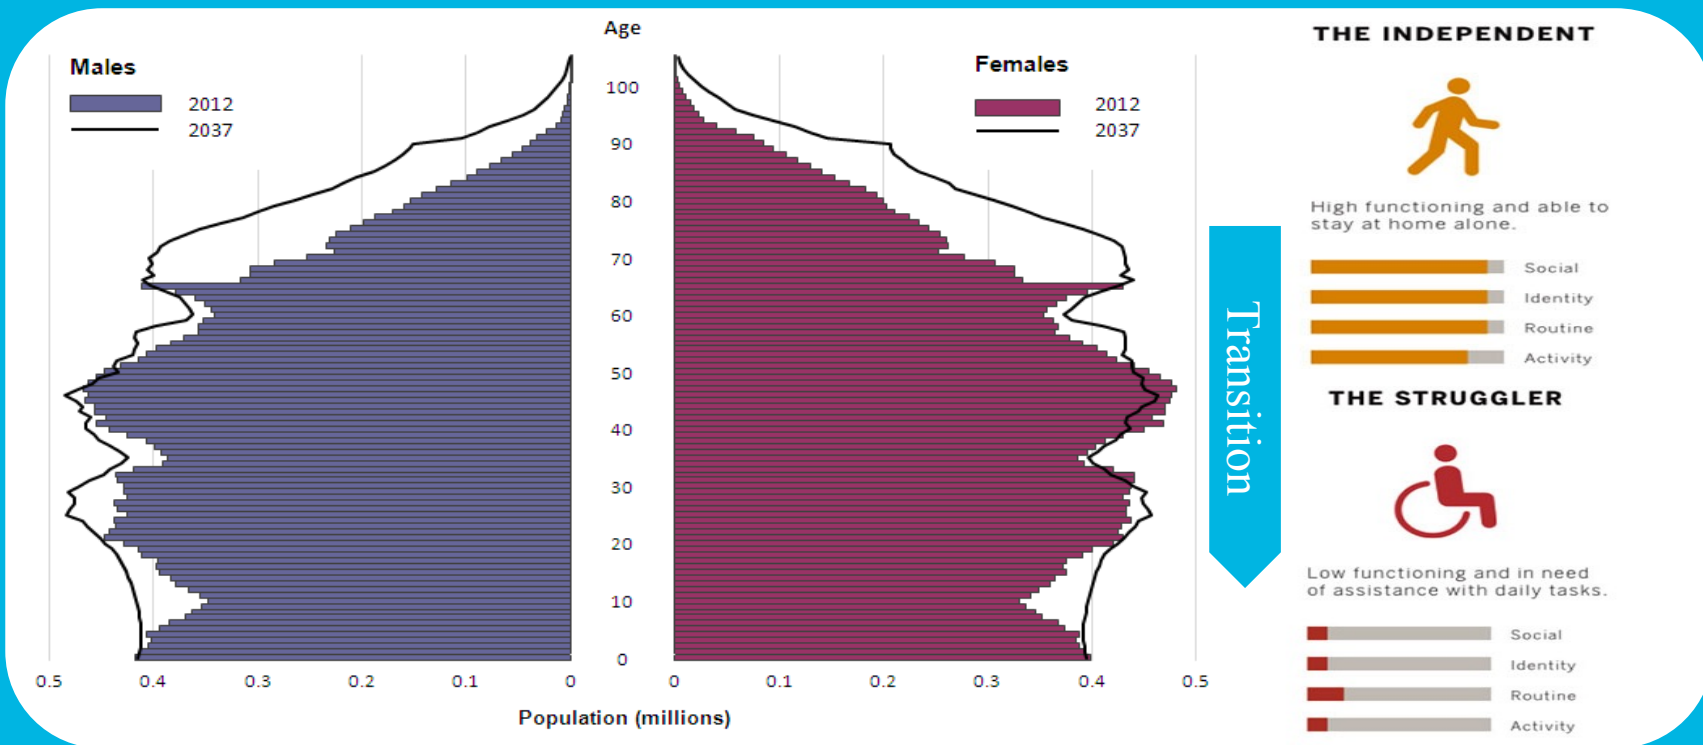 Age
Males
2012
2037
Females
2012
2037
100
90
80
70
60
50
40
30
20
10
0
0.5
0.4
0.3
0.2
0.1
0
0
0.1
0.2
0.3
0.4
0.5
Population (millions)
Transition
THE INDEPENDENT
High functioning and able to
stay at home alone.
Social
Identity
Routine
Activity
THE STRUGGLER
Low functioning and in need
of assistance with daily tasks.
Social
Identity
Routine
Activity